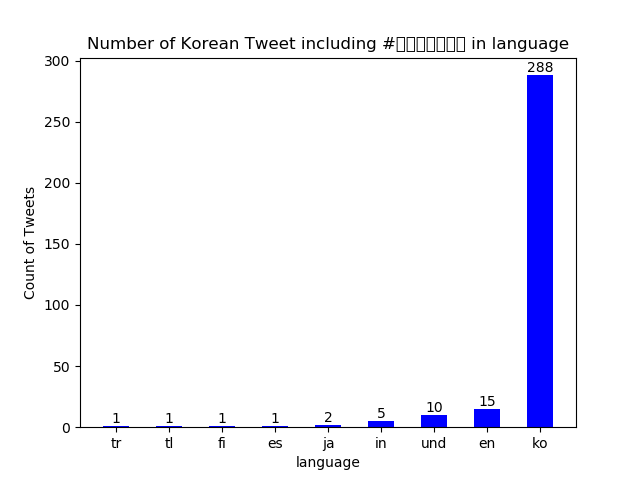 Number of Korean Tweet including #▯▯▯▯▯▯▯ in language
300
250
200
150
100
50
0
Count of Tweets
1
1
1
1
2
5
10
15
288
tr
tl
fi
es
ja
in
und
en
ko
language